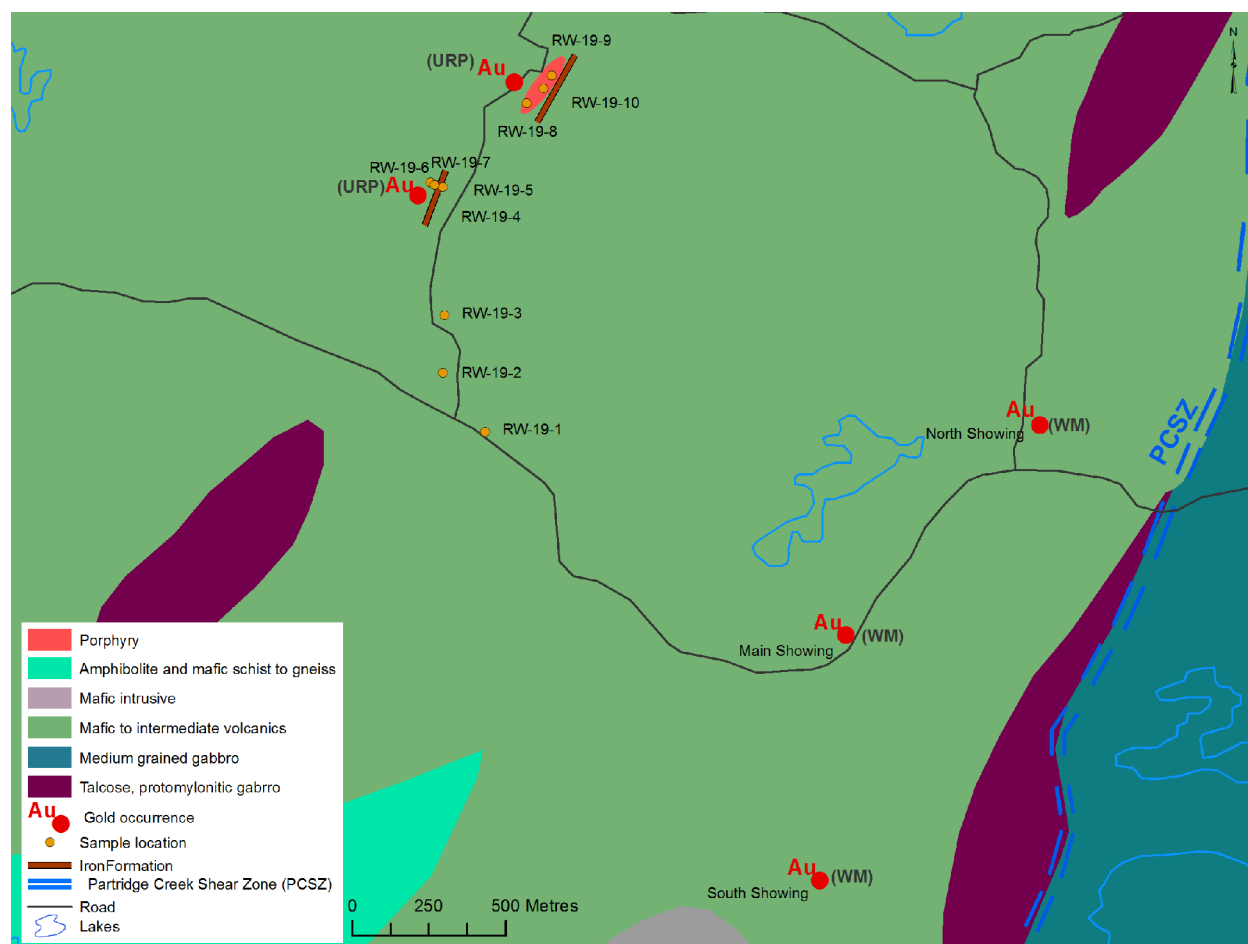 N
RW-19-9
(URP) Au
RW-19-10
RW-19-8
RW-19-6 RW-19-7
(URP) Au
RW-19-5
RW-19-4
RW-19-3
RW-19-2
RW-19-1
Au
North Showing (WM)
PCSZ
Au
(WM)
Main Showing
Au
(WM)
South Showing
Porphyry
Amphibolite and mafic schist to gneiss
Mafic intrusive
Mafic to intermediate volcanics
Medium grained gabbro
Talcose, protomylonitic gabrro
Au
Gold occurrence
Sample location
IronFormation
Partridge Creek Shear Zone (PCSZ)
Road
Lakes
0 250 500 Metres